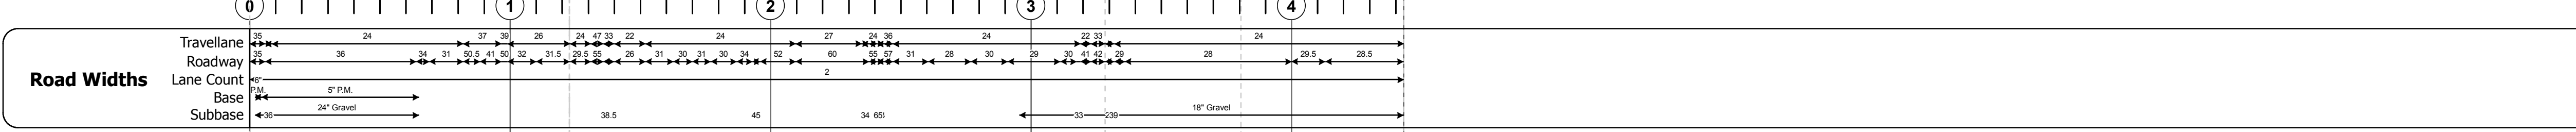 0 1 2 3 4
35 24 37 39 26 24 47 33 22 24 27 24 36 24 22 33 24
Travellane
35 36 34 31 50.5 41 50 32 31.5 29.5 55 26 31 30 31 30 34 52 60 55 57 31 28 30 29 30 41 42 29 28 29.5 28.5
Roadway
Road Widths
Lane Count 6" 2
P.M. 5" P.M.
Base
24" Gravel 18" Gravel
Subbase 36 38.5 45 34 65 33 239